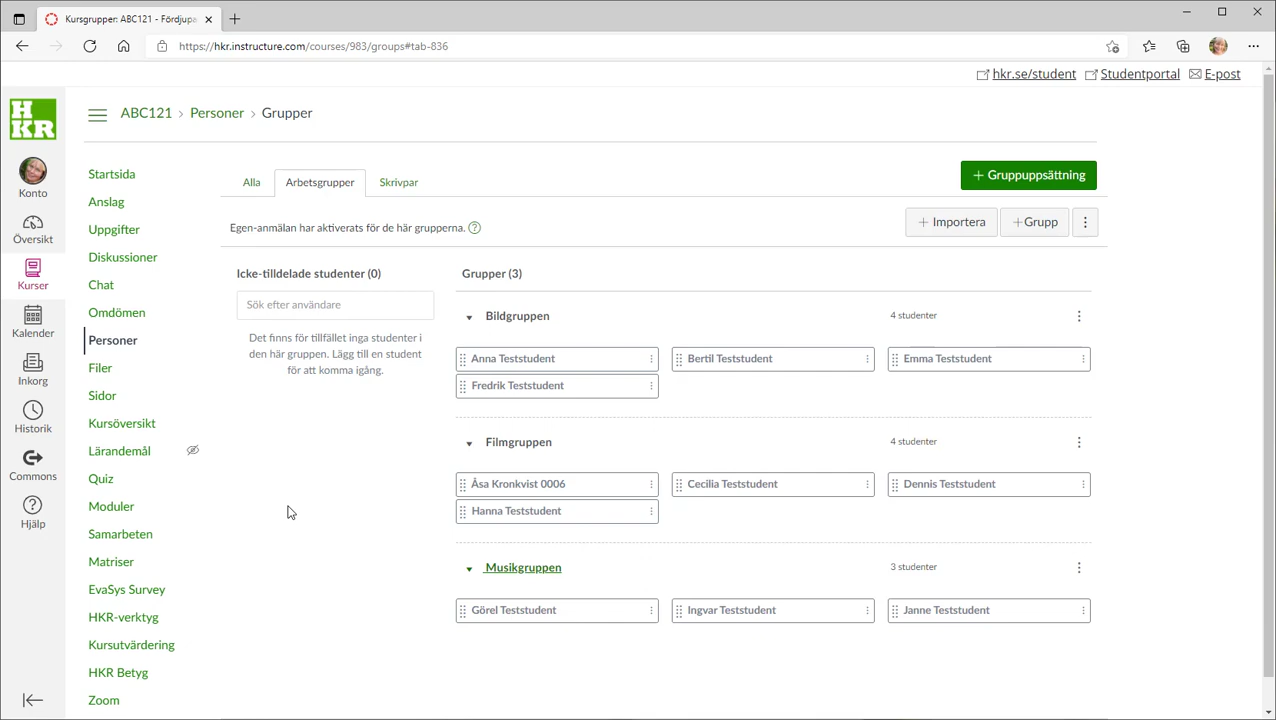 Kursgrupper: ABC121 - Fördjupa
https://hkr.instructure.com/courses/983/groups#tab-836
hkr.se/student Studentportal E-post
H
KR
ABC121 > Personer > Grupper
Konto
Översikt
Kurser
Kalender
Inkorg
Historik
Commons
Hjälp
Startsida
Anslag
Uppgifter
Diskussioner
Chat
Omdömen
Personer
Filer
Sidor
Kursöversikt
Lärandemål
Quiz
Moduler
Samarbeten
Matriser
EvaSys Survey
HKR-verktyg
Kursutvärdering
HKR Betyg
Zoom
Alla Arbetsgrupper Skrivpar
+ Gruppuppsättning
Egen-anmälan har aktiverats för de här grupperna. ?
+ Importera +Grupp
Icke-tilldelade studenter (0)
Sök efter användare
Det finns för tillfället inga studenter i
den här gruppen. Lägg till en student
för att komma igång.
Grupper (3)
Bildgruppen 4 studenter
Anna Teststudent Bertil Teststudent Emma Teststudent
Fredrik Teststudent
Filmgruppen 4 studenter
Åsa Kronkvist 0006 Cecilia Teststudent Dennis Teststudent
Hanna Teststudent
Musikgruppen 3 studenter
Görel Teststudent Ingvar Teststudent Janne Teststudent